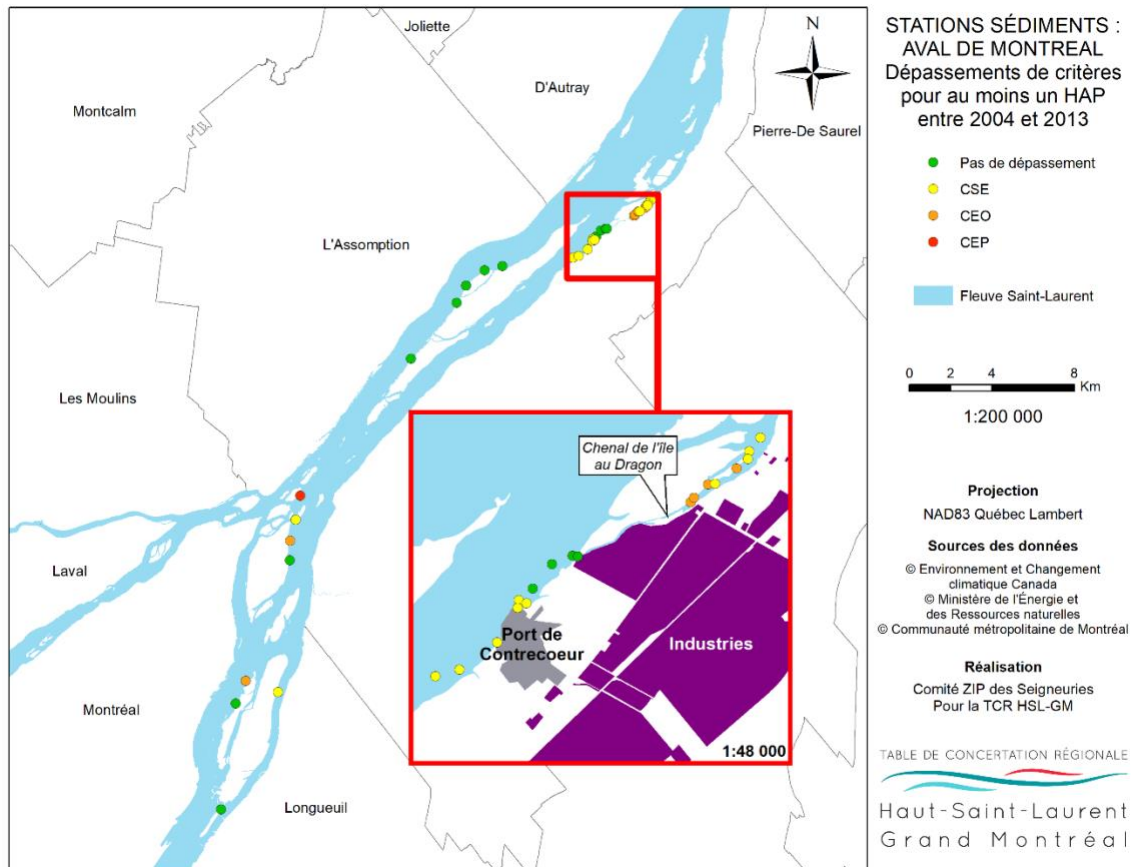 Joliette
Montcalm
D'Autray
N
Pierre-De Saurel
L'Assomption
Les Moulins
Laval
Montréal
Longueuil
Chenal de l'île
au Dragon
Port de
Contrecoeur
Industries
1:48 000
STATIONS SÉDIMENTS :
AVAL DE MONTREAL
Dépassements de critères
pour au moins un HAP
entre 2004 et 2013
Pas de dépassement
CSE
CEO
CEP
Fleuve Saint-Laurent
0 2 4 8
Km
1:200 000
Projection
NAD83 Québec Lambert
Sources des données
© Environnement et Changement
climatique Canada
© Ministère de l'Énergie et
des Ressources naturelles
© Communauté métropolitaine de Montréal
Réalisation
Comité ZIP des Seigneuries
Pour la TCR HSL-GM
TABLE DE CONCERTATION RÉGIONALE
Haut-Saint-Laurent
Grand Montréal